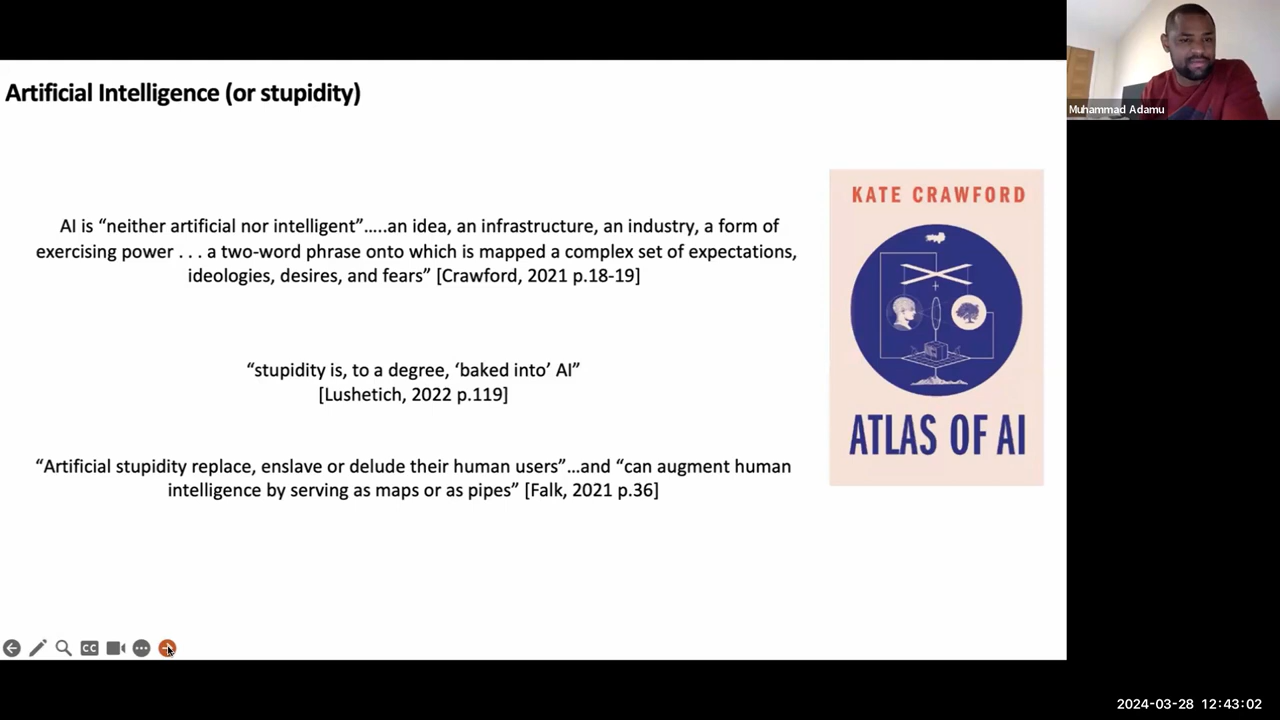 Artificial Intelligence (or stupidity)
AI is “neither artificial nor intelligent”…..an idea, an infrastructure, an industry, a form of
exercising power . . . a two-word phrase onto which is mapped a complex set of expectations,
ideologies, desires, and fears” [Crawford, 2021 p.18-19]
“stupidity is, to a degree, ‘baked into’ AI”
[Lushetich, 2022 p.119]
“Artificial stupidity replace, enslave or delude their human users”…and “can augment human
intelligence by serving as maps or as pipes” [Falk, 2021 p.36]
KATE CRAWFORD
ATLAS OF AI
CC
Muhammad Adamu
2024-03-28 12:43:02